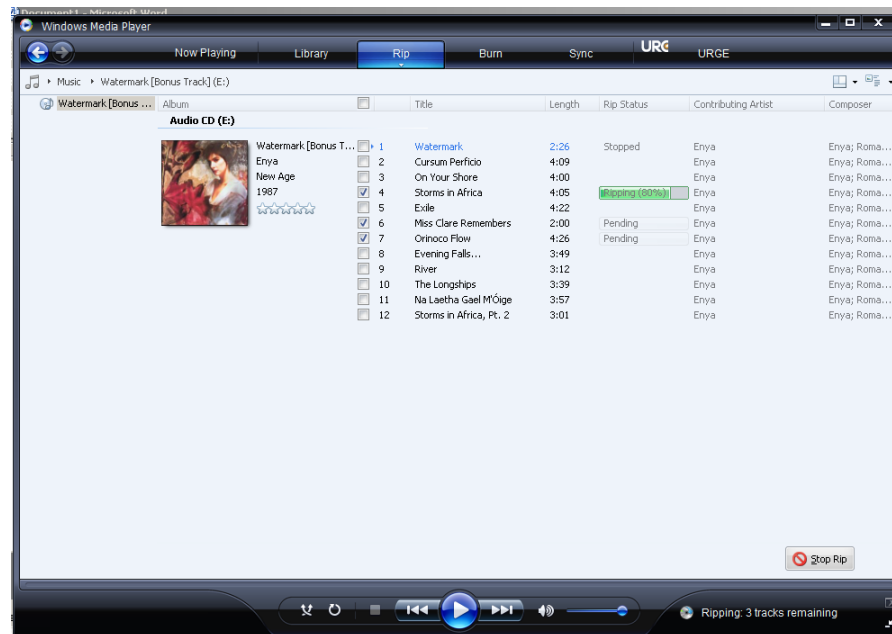 Document1 - Microsoft Word
Windows Media Player
Now Playing Library Rip Burn Sync URGE URGE
Music Watermark [Bonus Track] (E:)
Watermark [Bonus ... Album Title Length Rip Status Contributing Artist Composer
Audio CD (E:)
Watermark [Bonus T... 1 Watermark 2:26 Stopped Enya Enya; Roma...
Enya 2 Cursum Perficio 4:09 Enya Enya; Roma...
New Age 3 On Your Shore 4:00 Enya Enya; Roma...
1987 4 Storms in Africa 4:05 Ripping (80%) Enya Enya; Roma...
5 Exile 4:22 Enya Enya; Roma...
6 Miss Clare Remembers 2:00 Pending Enya Enya; Roma...
7 Orinoco Flow 4:26 Pending Enya Enya; Roma...
8 Evening Falls... 3:49 Enya Enya; Roma...
9 River 3:12 Enya Enya; Roma...
10 The Longships 3:39 Enya Enya; Roma...
11 Na Laetha Gael M'Óige 3:57 Enya Enya; Roma...
12 Storms in Africa, Pt. 2 3:01 Enya Enya; Roma...
Stop Rip
Ripping: 3 tracks remaining